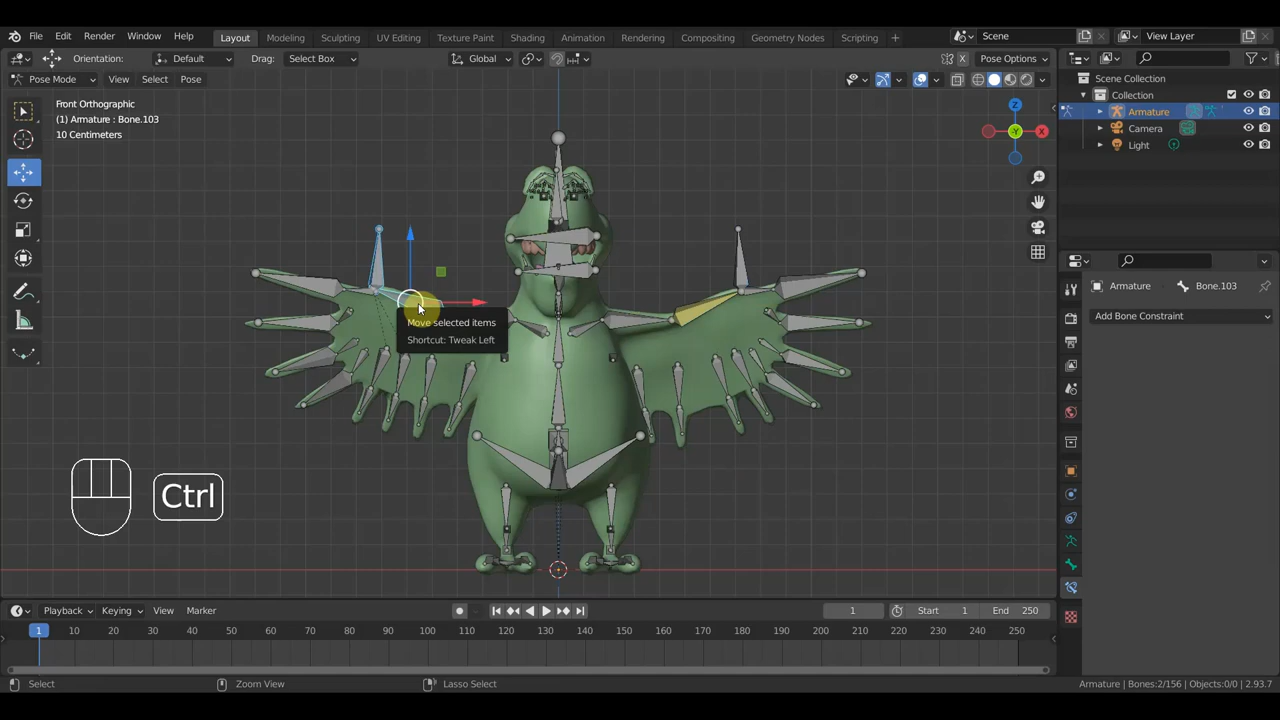 File Edit Render Window Help Layout Modeling Sculpting UV Editing Texture Paint Shading Animation Rendering Compositing Geometry Nodes Scripting + Scene View Layer
Orientation: Default Drag: Select Box Global X Pose Options
Pose Mode View Select Pose
Front Orthographic
(1) Armature : Bone.103
10 Centimeters
Z
Y
X
Scene Collection
Collection
Armature
Camera
Light
Armature > Bone.103
Add Bone Constraint
Move selected items
Shortcut: Tweak Left
Ctrl
Playback Keying View Marker 1 Start 1 End 250
1 10 20 30 40 50 60 70 80 90 100 110 120 130 140 150 160 170 180 190 200 210 220 230 240 250
Select Zoom View Lasso Select Armature | Bones:2/156 | Objects:0/0 | 2.93.7